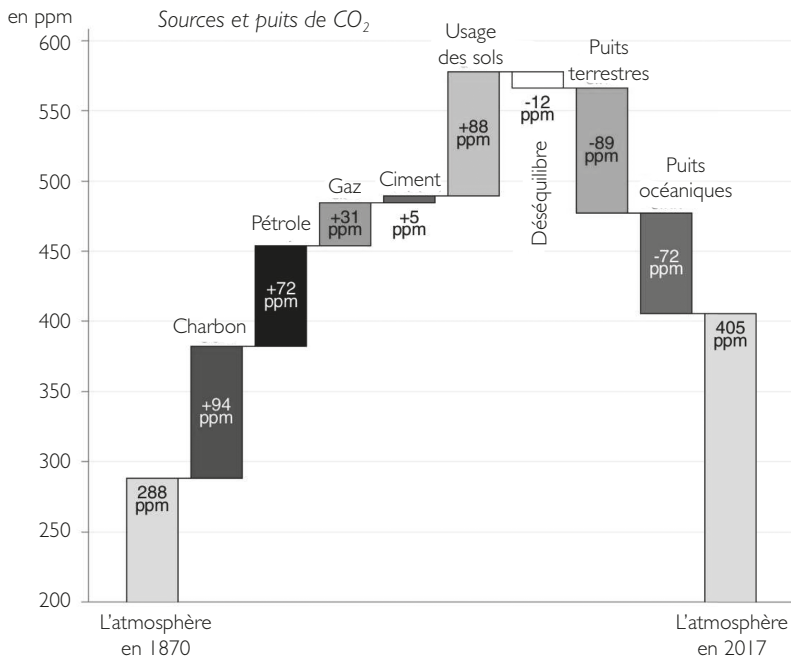 en ppm
Sources et puits de CO₂
600
550
500
450
400
350
300
250
200
288
ppm
Charbon
+94
ppm
Pétrole
+72
ppm
Gaz
+31
ppm
Ciment
+5
ppm
Usage
des sols
+88
ppm
-12
ppm
Déséquilibre
Puits
terrestres
-89
ppm
Puits
océaniques
-72
ppm
405
ppm
L'atmosphère
en 1870
L'atmosphère
en 2017